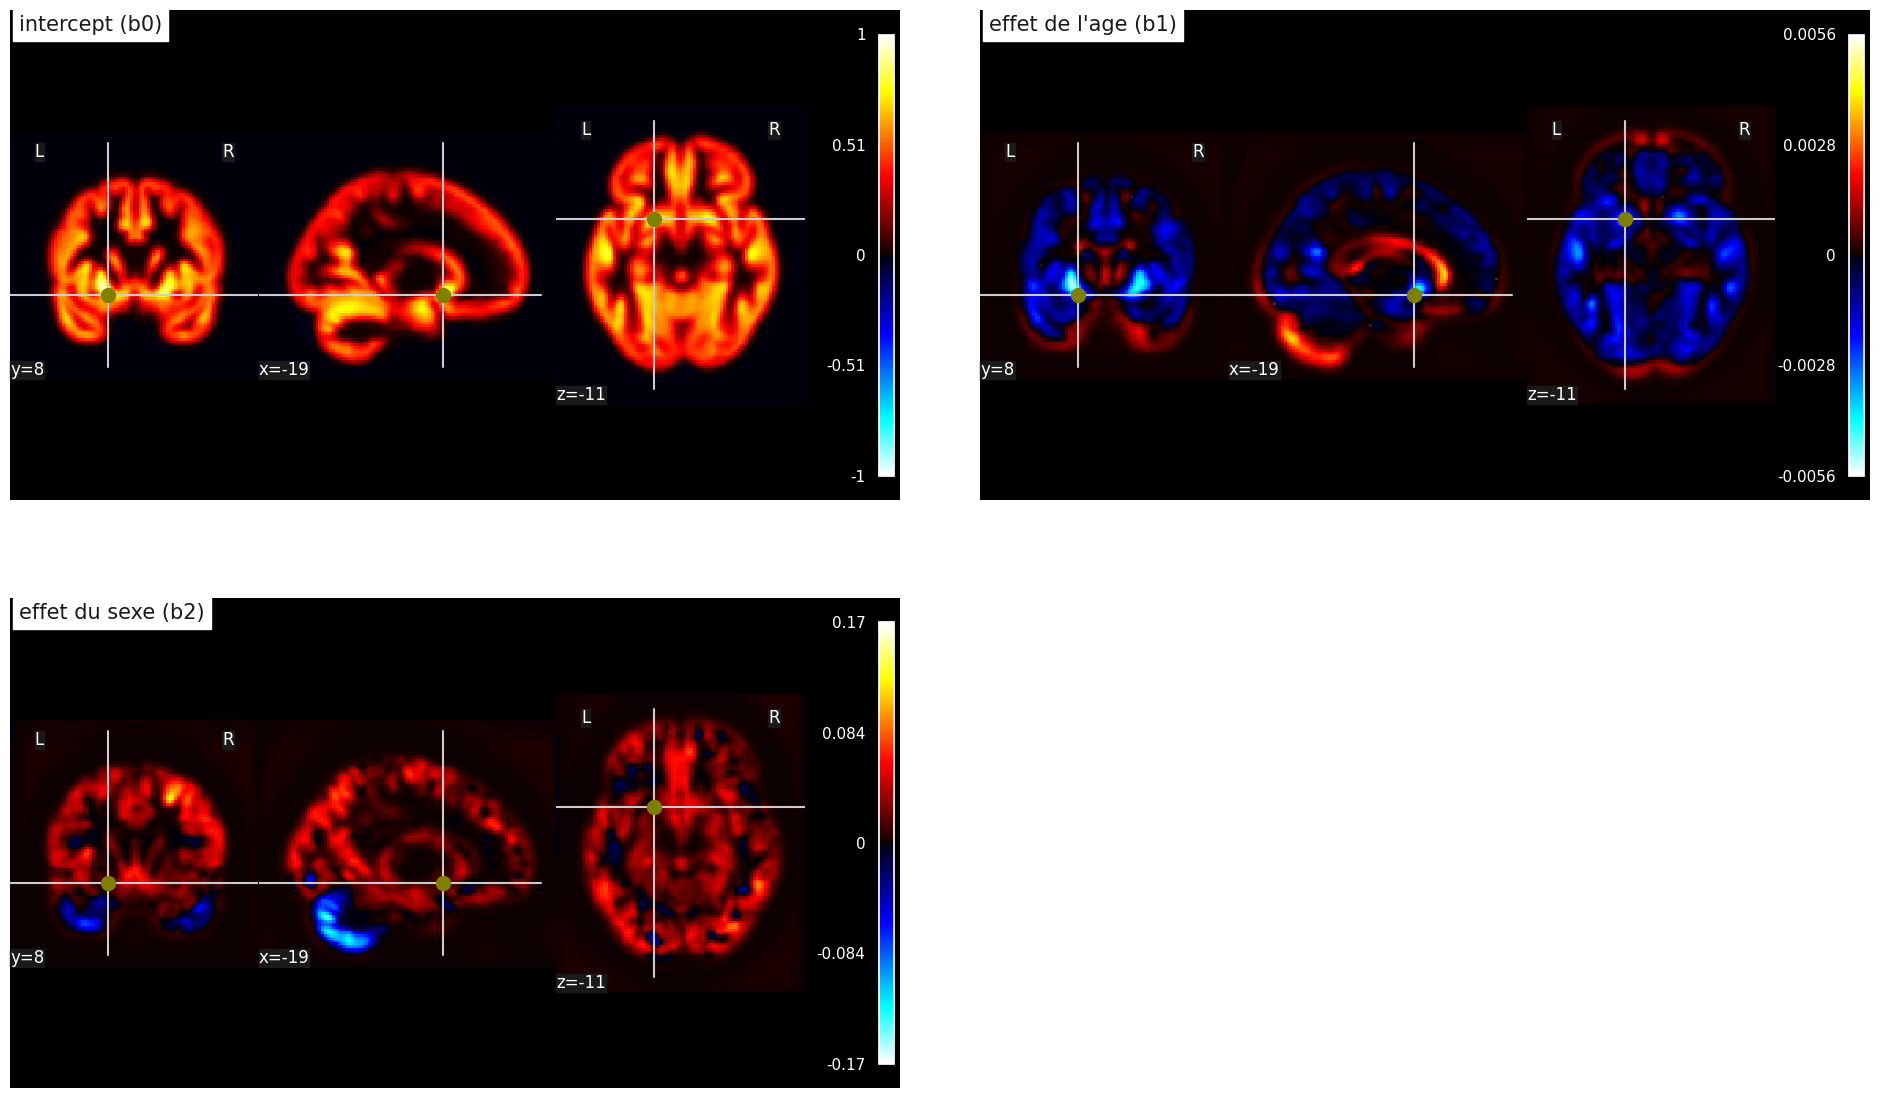 intercept (b0)
1
0.51
0
-0.51
-1
L
R
L
R
y=8
x=-19
z=-11
effet de l'age (b1)
0.0056
0.0028
0
-0.0028
-0.0056
L
R
L
R
y=8
x=-19
z=-11
effet du sexe (b2)
0.17
0.084
0
-0.084
-0.17
L
R
L
R
y=8
x=-19
z=-11